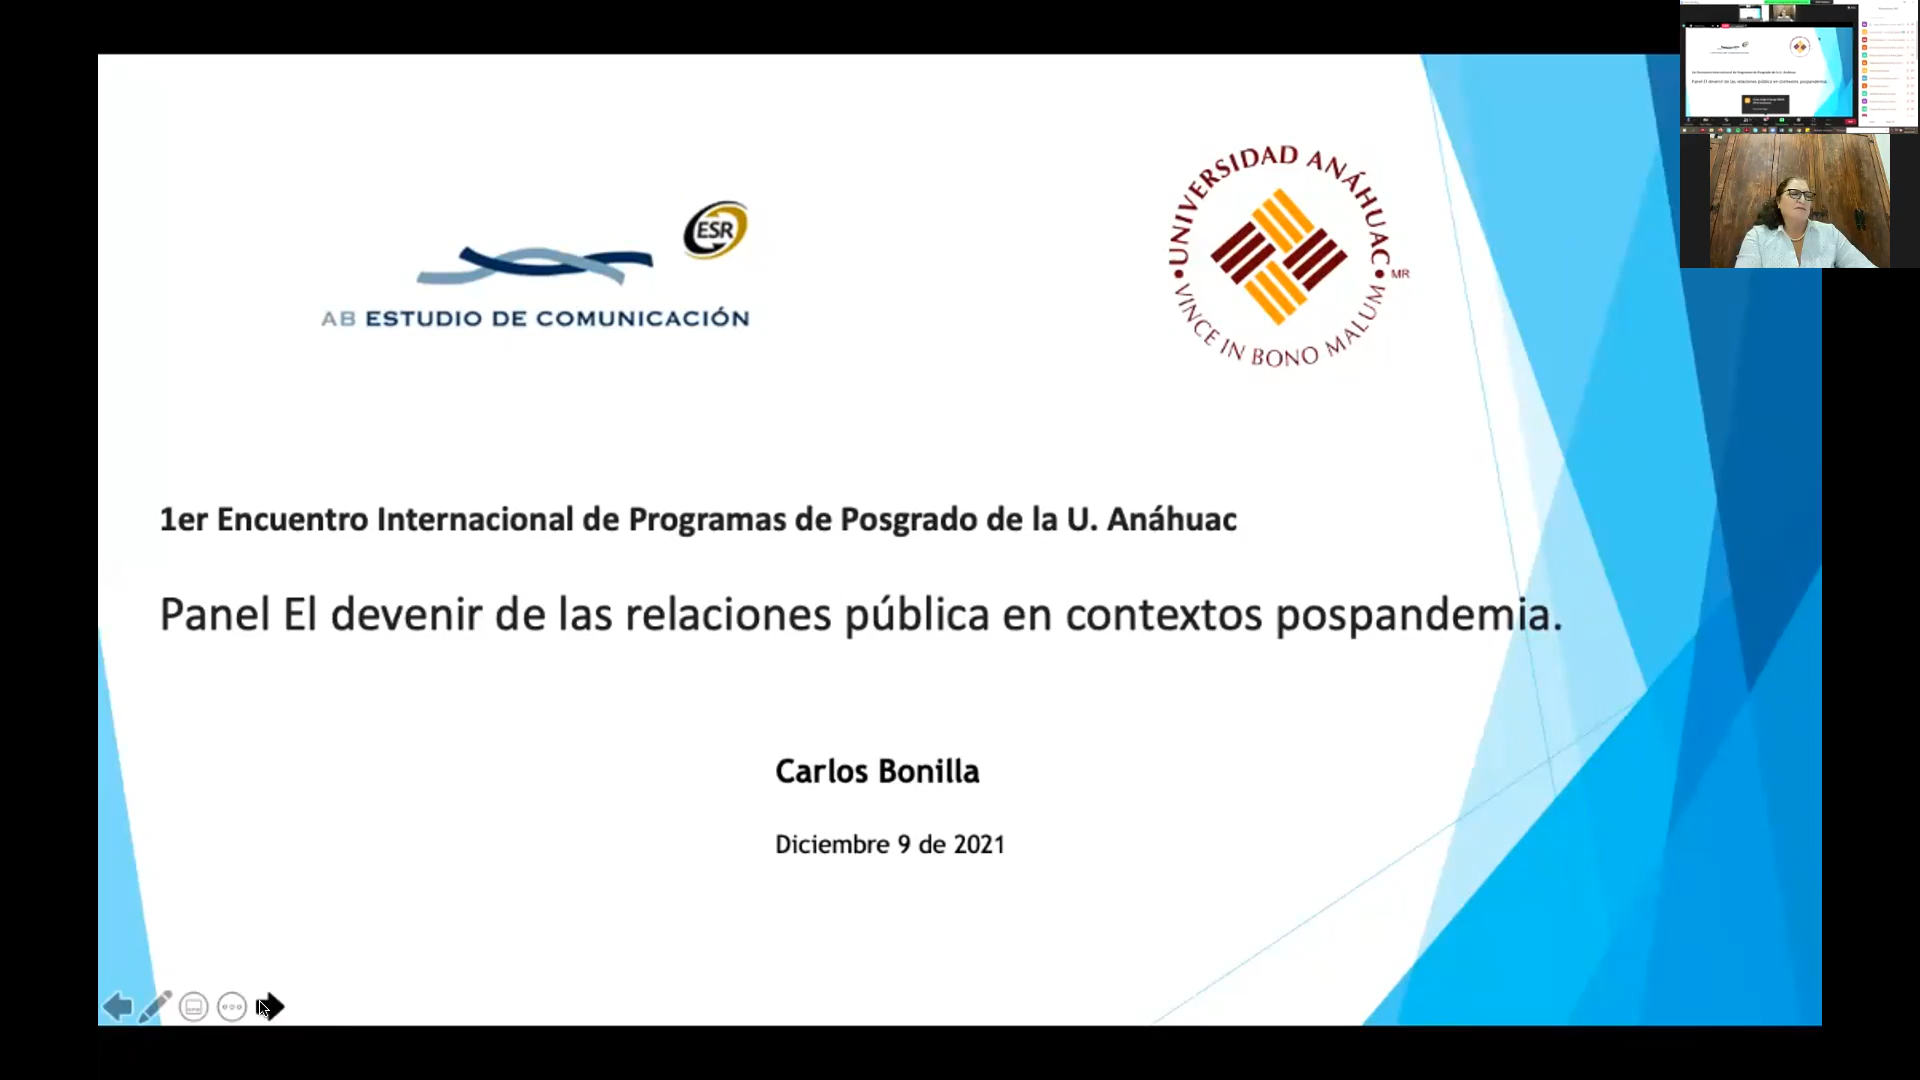 ESR
AB ESTUDIO DE COMUNICACIÓN
UNIVERSIDAD ANÁHUAC
VINCE IN BONO MALUM
MR
1er Encuentro Internacional de Programas de Posgrado de la U. Anáhuac
Panel El devenir de las relaciones pública en contextos pospandemia.
Carlos Bonilla
Diciembre 9 de 2021